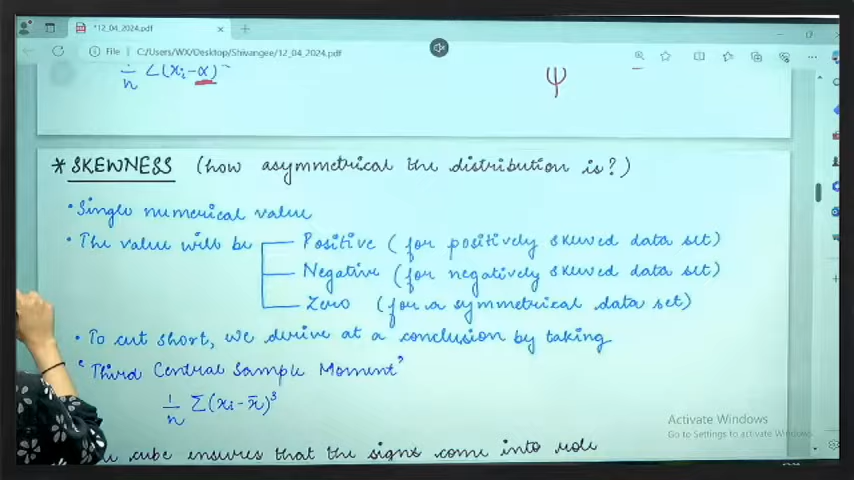 *12_04_2024.pdf
File | C:/Users/WX/Desktop/Shivangee/12_04_2024.pdf
1/n Σ(xi-α)
ψ
* SKEWNESS (how asymmetrical the distribution is?)
• Single numerical value
• The value will be
Positive (for positively skewed data set)
Negative (for negatively skewed data set)
Zero (for a symmetrical data set)
• To cut short, we derive at a conclusion by taking
"Third Central Sample Moment"
1/n Σ(xi-x̄)³
cube ensures that the signs come into role
Activate Windows
Go to Settings to activate Windows.